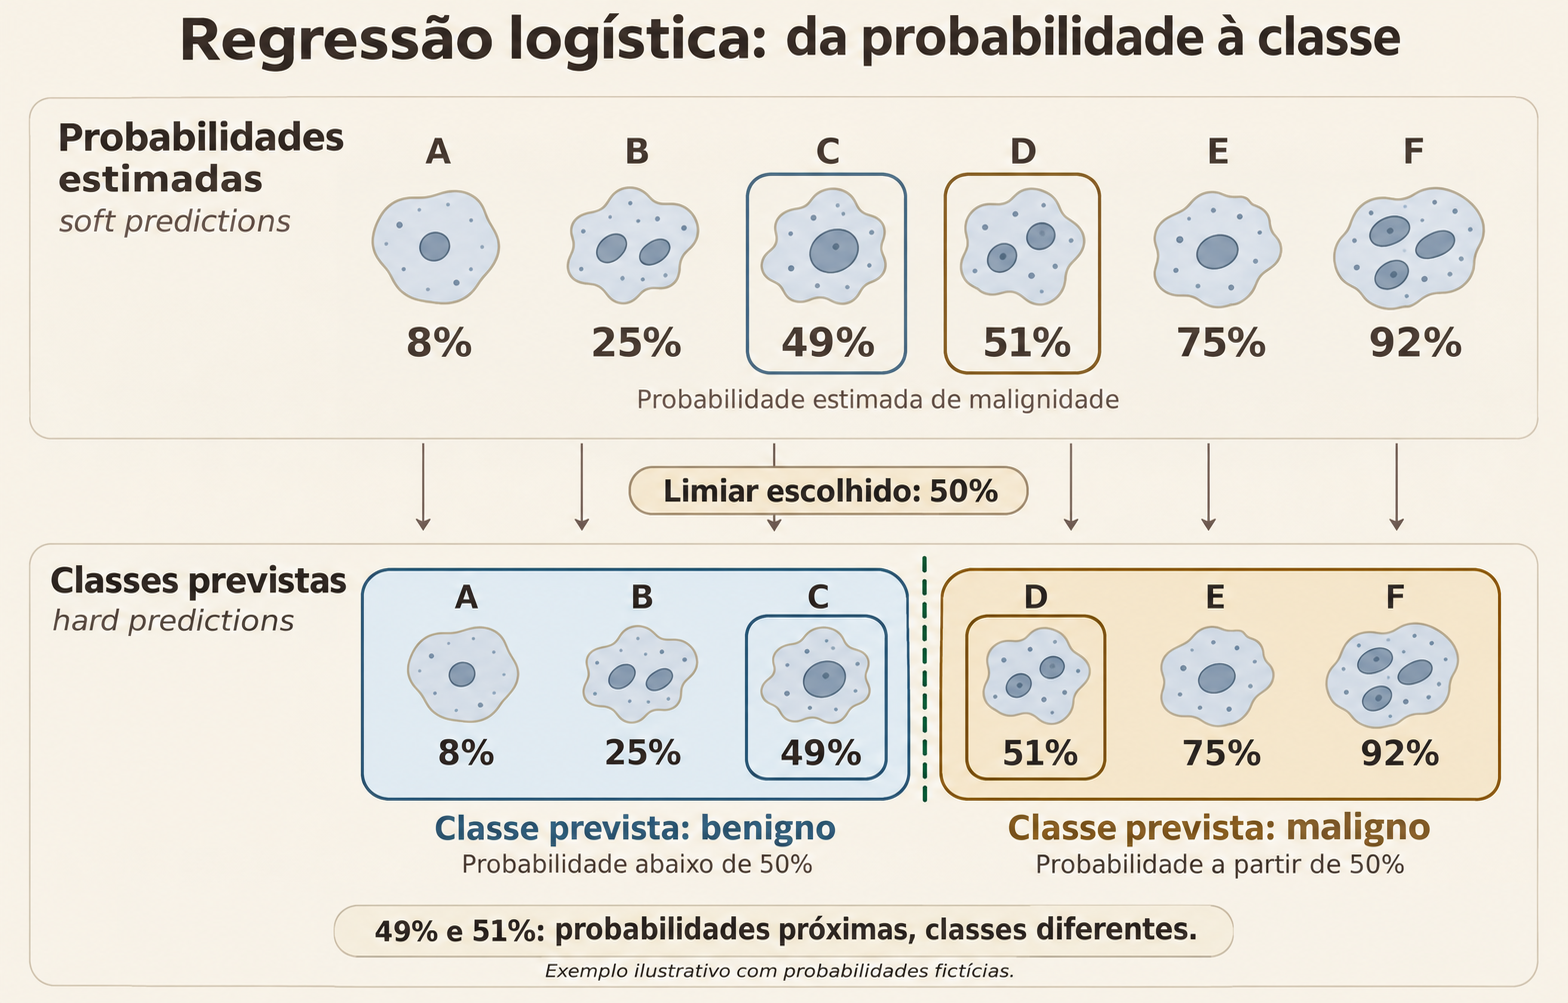 Regressão logística: da probabilidade à classe
Probabilidades
estimadas
soft predictions
A B C D E F
8% 25% 49% 51% 75% 92%
Probabilidade estimada de malignidade
Limiar escolhido: 50%
Classes previstas
hard predictions
A B C D E F
8% 25% 49% 51% 75% 92%
Classe prevista: benigno
Probabilidade abaixo de 50%
Classe prevista: maligno
Probabilidade a partir de 50%
49% e 51%: probabilidades próximas, classes diferentes.
Exemplo ilustrativo com probabilidades fictícias.